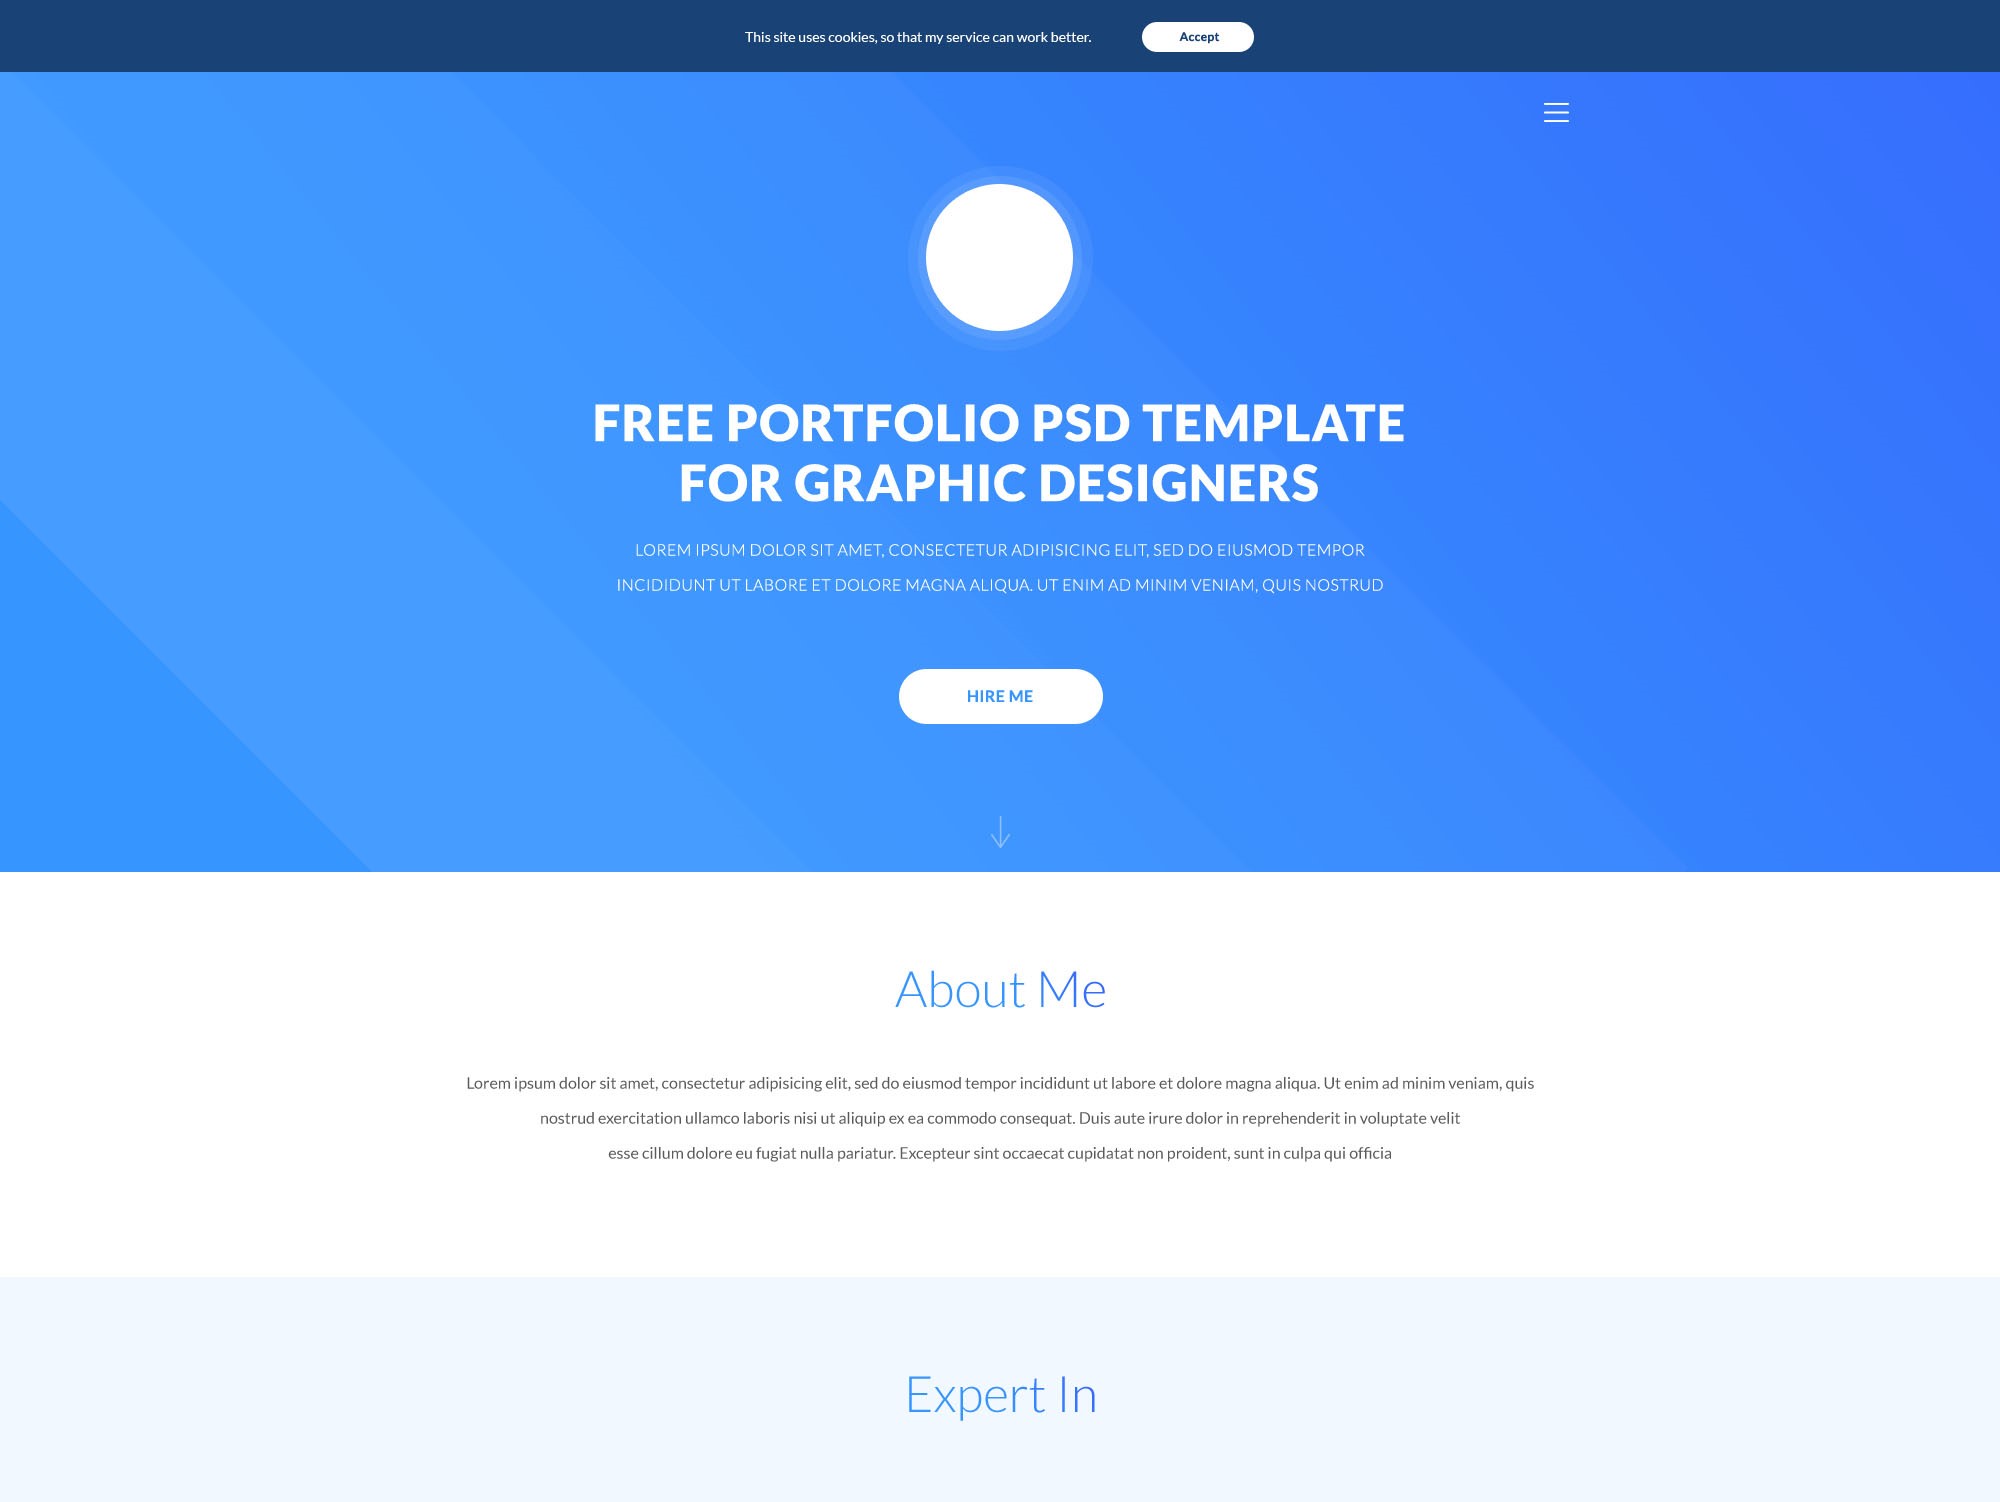 This site uses cookies, so that my service can work better.
Accept
FREE PORTFOLIO PSD TEMPLATE
FOR GRAPHIC DESIGNERS
LOREM IPSUM DOLOR SIT AMET, CONSECTETUR ADIPISICING ELIT, SED DO EIUSMOD TEMPOR
INCIDIDUNT UT LABORE ET DOLORE MAGNA ALIQUA. UT ENIM AD MINIM VENIAM, QUIS NOSTRUD
HIRE ME
About Me
Lorem ipsum dolor sit amet, consectetur adipisicing elit, sed do eiusmod tempor incididunt ut labore et dolore magna aliqua. Ut enim ad minim veniam, quis
nostrud exercitation ullamco laboris nisi ut aliquip ex ea commodo consequat. Duis aute irure dolor in reprehenderit in voluptate velit
esse cillum dolore eu fugiat nulla pariatur. Excepteur sint occaecat cupidatat non proident, sunt in culpa qui officia
Expert In